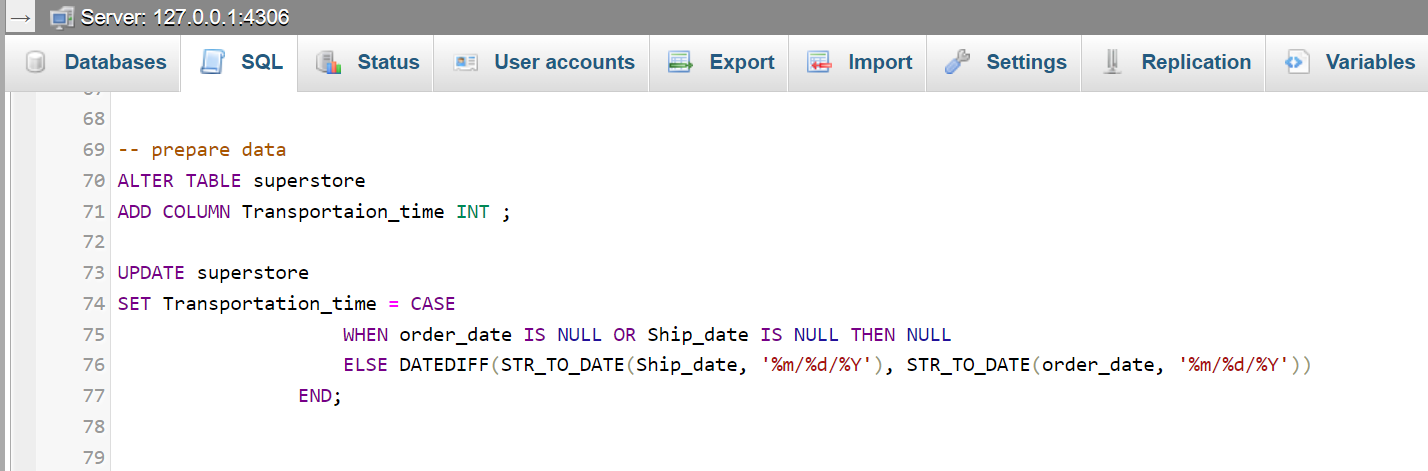 → Server: 127.0.0.1:4306
Databases SQL Status User accounts Export Import Settings Replication Variables
68
69 -- prepare data
70 ALTER TABLE superstore
71 ADD COLUMN Transportaion_time INT ;
72
73 UPDATE superstore
74 SET Transportation_time = CASE
75 WHEN order_date IS NULL OR Ship_date IS NULL THEN NULL
76 ELSE DATEDIFF(STR_TO_DATE(Ship_date, '%m/%d/%Y'), STR_TO_DATE(order_date, '%m/%d/%Y'))
77 END;
78
79